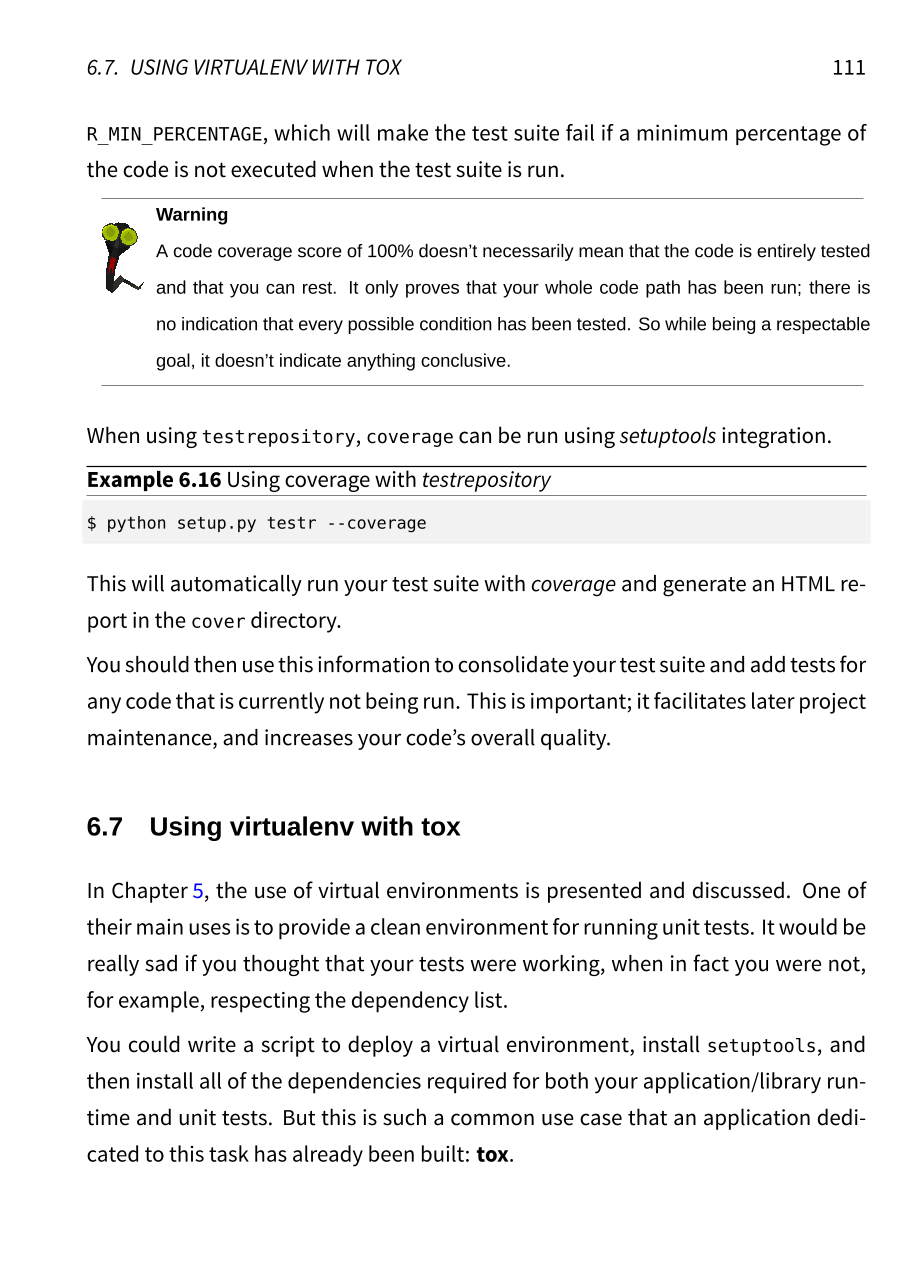 6.7. USING VIRTUALENV WITH TOX 111
R_MIN_PERCENTAGE, which will make the test suite fail if a minimum percentage of
the code is not executed when the test suite is run.
Warning
A code coverage score of 100% doesn’t necessarily mean that the code is entirely tested
and that you can rest. It only proves that your whole code path has been run; there is
no indication that every possible condition has been tested. So while being a respectable
goal, it doesn’t indicate anything conclusive.
When using testrepository, coverage can be run using setuptools integration.
Example 6.16 Using coverage with testrepository
$ python setup.py testr --coverage
This will automatically run your test suite with coverage and generate an HTML re-
port in the cover directory.
You should then use this information to consolidate your test suite and add tests for
any code that is currently not being run. This is important; it facilitates later project
maintenance, and increases your code’s overall quality.
6.7 Using virtualenv with tox
In Chapter 5, the use of virtual environments is presented and discussed. One of
their main uses is to provide a clean environment for running unit tests. It would be
really sad if you thought that your tests were working, when in fact you were not,
for example, respecting the dependency list.
You could write a script to deploy a virtual environment, install setuptools, and
then install all of the dependencies required for both your application/library run-
time and unit tests. But this is such a common use case that an application dedi-
cated to this task has already been built: tox.